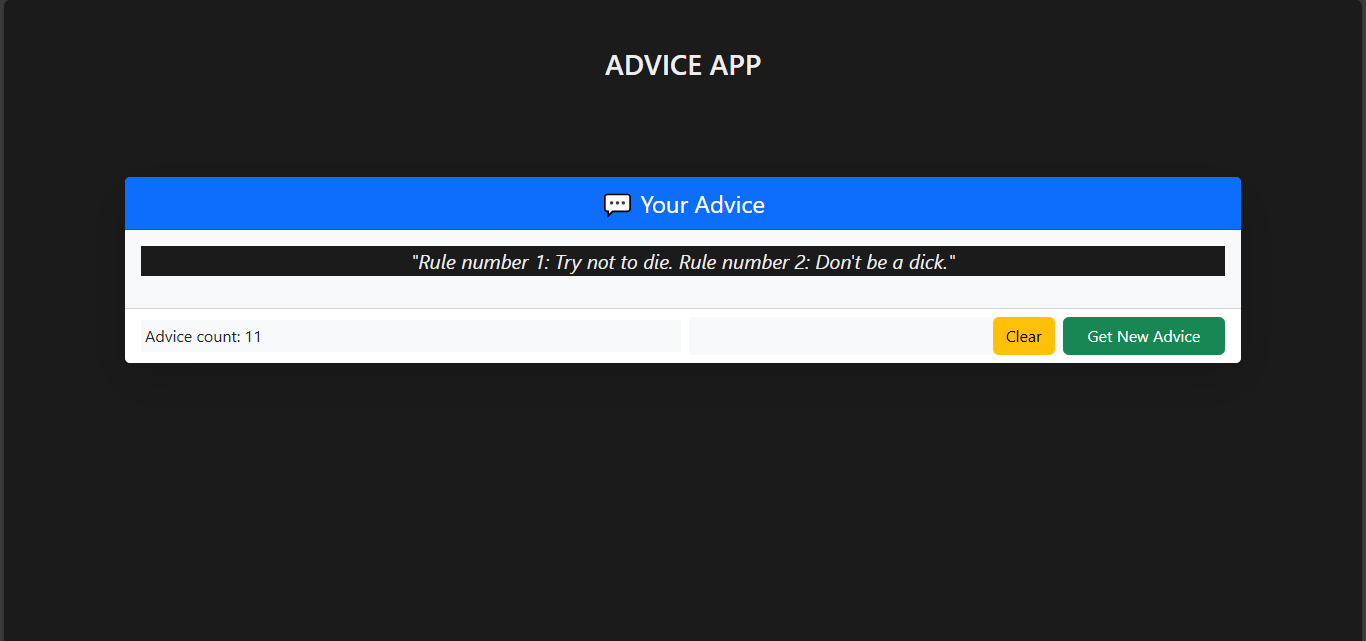 ADVICE APP
Your Advice
"Rule number 1: Try not to die. Rule number 2: Don't be a dick."
Advice count: 11
Clear
Get New Advice